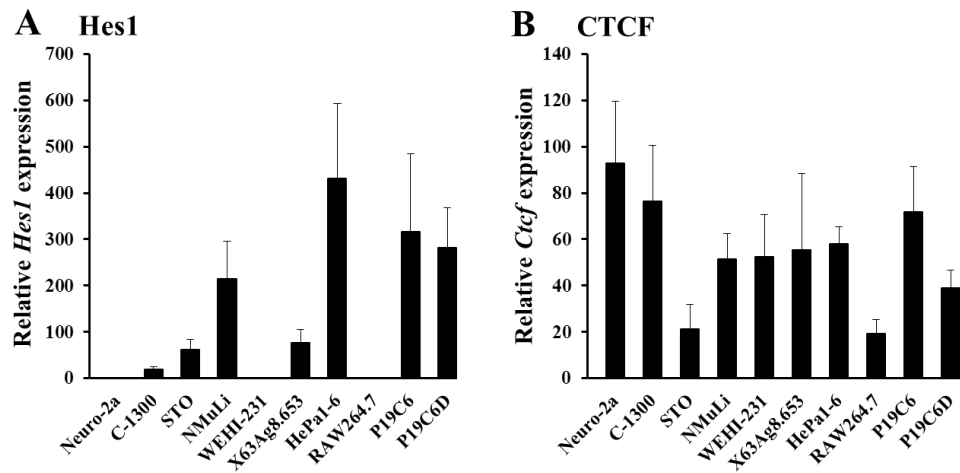 A Hes1
Relative Hes1 expression
700
600
500
400
300
200
100
0
Neuro-2a
C-1300
STO
NMuLi
WEHI-231
X63Ag8.653
HePa1-6
RAW264.7
P19C6
P19C6D
B CTCF
Relative Ctcf expression
140
120
100
80
60
40
20
0
Neuro-2a
C-1300
STO
NMuLi
WEHI-231
X63Ag8.653
HePa1-6
RAW264.7
P19C6
P19C6D